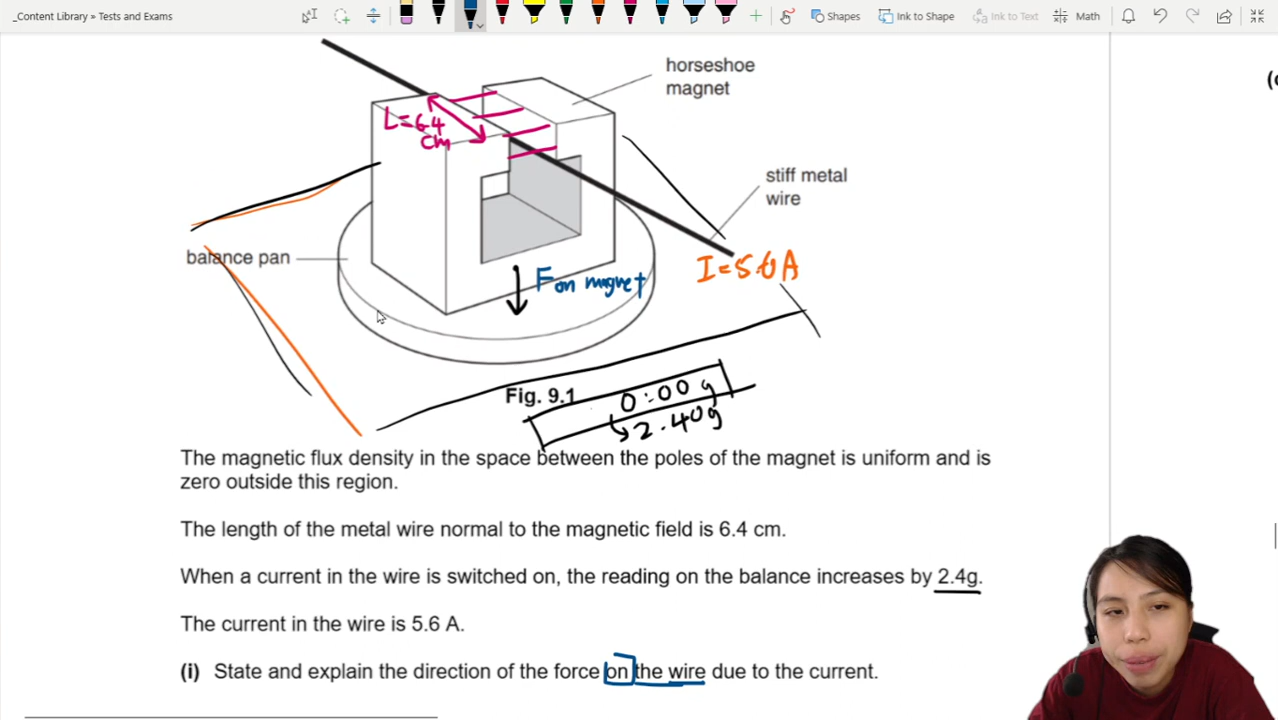 _Content Library » Tests and Exams
Shapes
Ink to Shape
Ink to Text
Math
horseshoe
magnet
L=6.4
cm
stiff metal
wire
balance pan
I=5.6A
F on magnet
Fig. 9.1
0.00 g
2.40g
The magnetic flux density in the space between the poles of the magnet is uniform and is
zero outside this region.
The length of the metal wire normal to the magnetic field is 6.4 cm.
When a current in the wire is switched on, the reading on the balance increases by 2.4g.
The current in the wire is 5.6 A.
(i) State and explain the direction of the force on the wire due to the current.